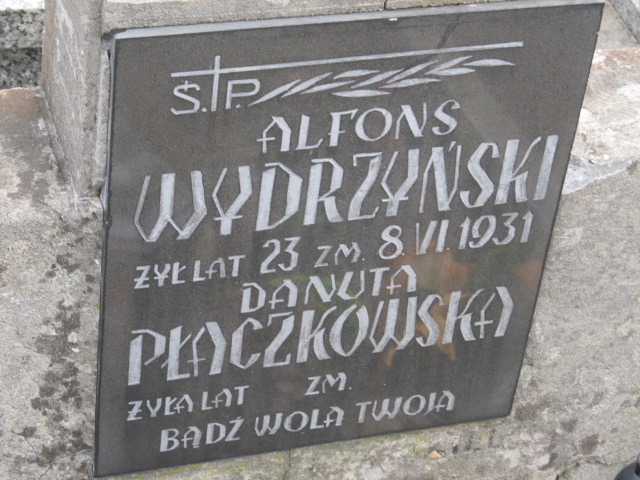 Ś.†P.
ALFONS
WYDRZYŃSKI
ŻYŁ LAT 23 ZM. 8.VI.1931
DANUTA
PŁACZKOWSKA
ŻYŁA LAT ZM.
BĄDŹ WOLA TWOJA